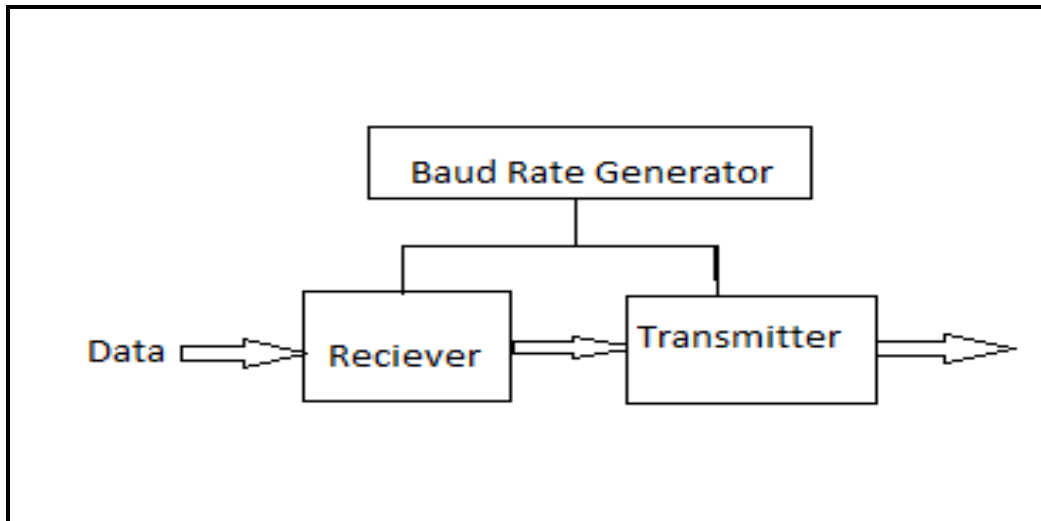 Baud Rate Generator
Data
Reciever
Transmitter